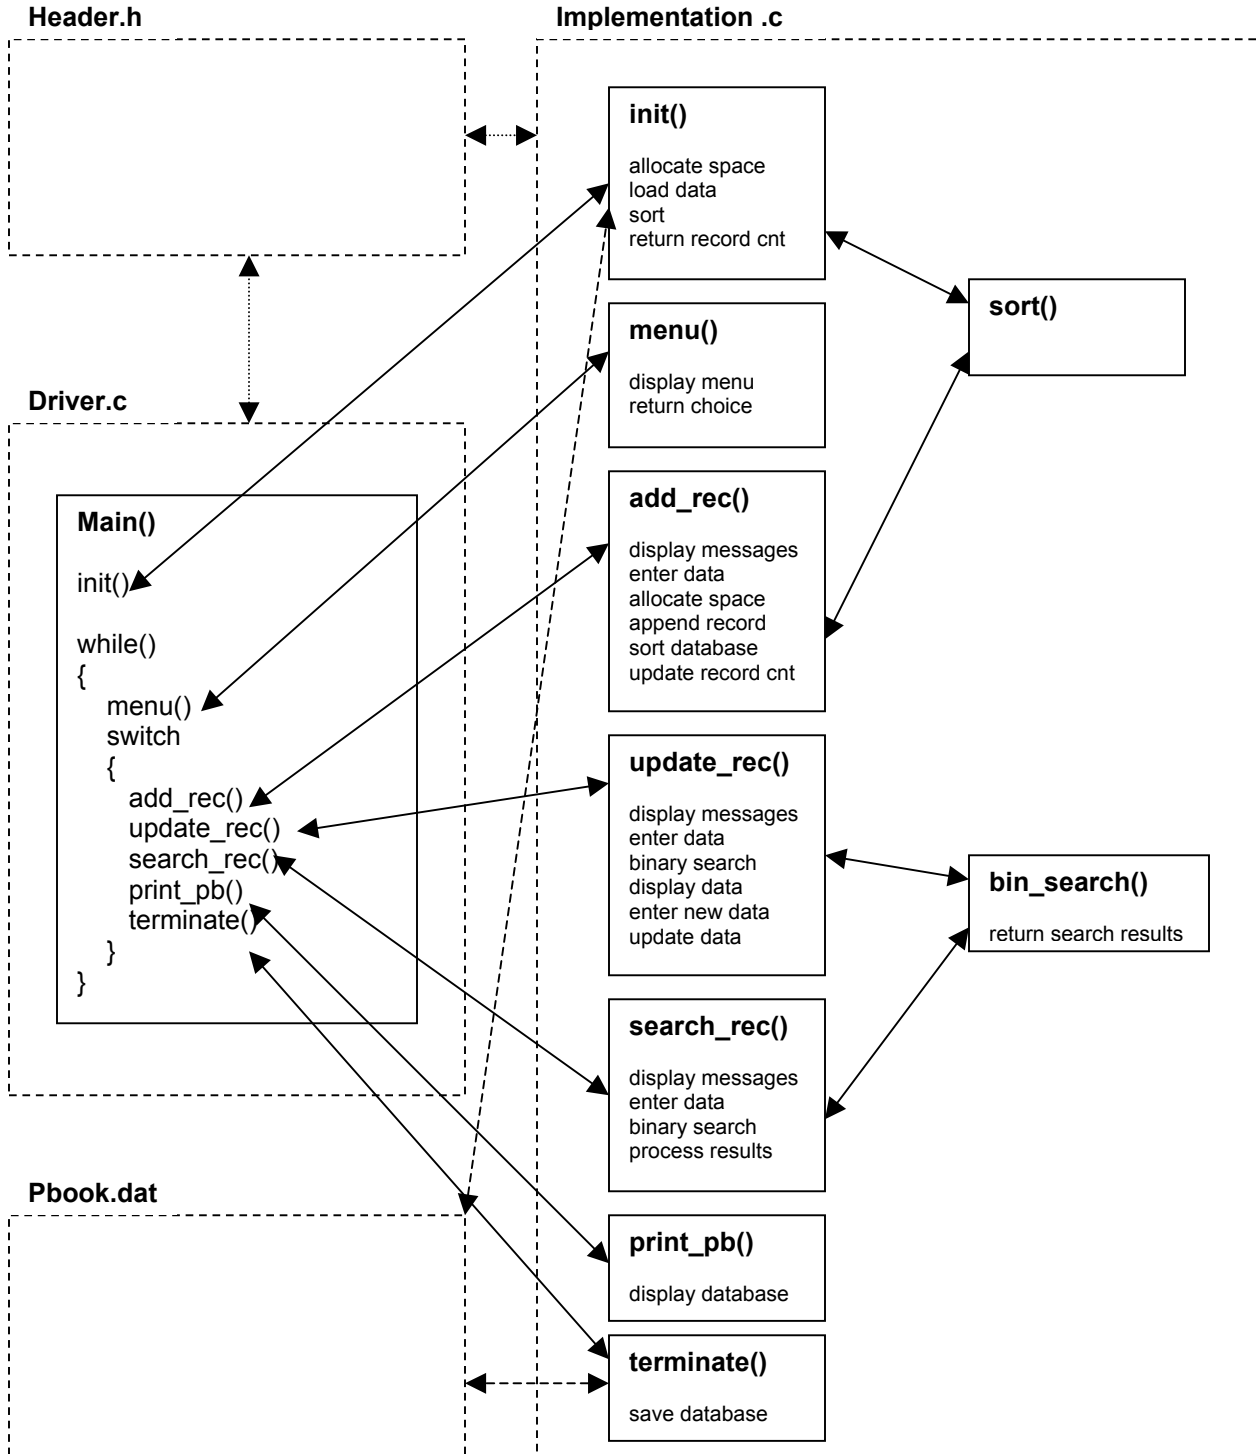 Header.h
Implementation .c
init()
allocate space
load data
sort
return record cnt
sort()
menu()
display menu
return choice
Driver.c
Main()
init()
while()
{
menu()
switch
{
add_rec()
update_rec()
search_rec()
print_pb()
terminate()
}
}
add_rec()
display messages
enter data
allocate space
append record
sort database
update record cnt
update_rec()
display messages
enter data
binary search
display data
enter new data
update data
bin_search()
return search results
search_rec()
display messages
enter data
binary search
process results
Pbook.dat
print_pb()
display database
terminate()
save database